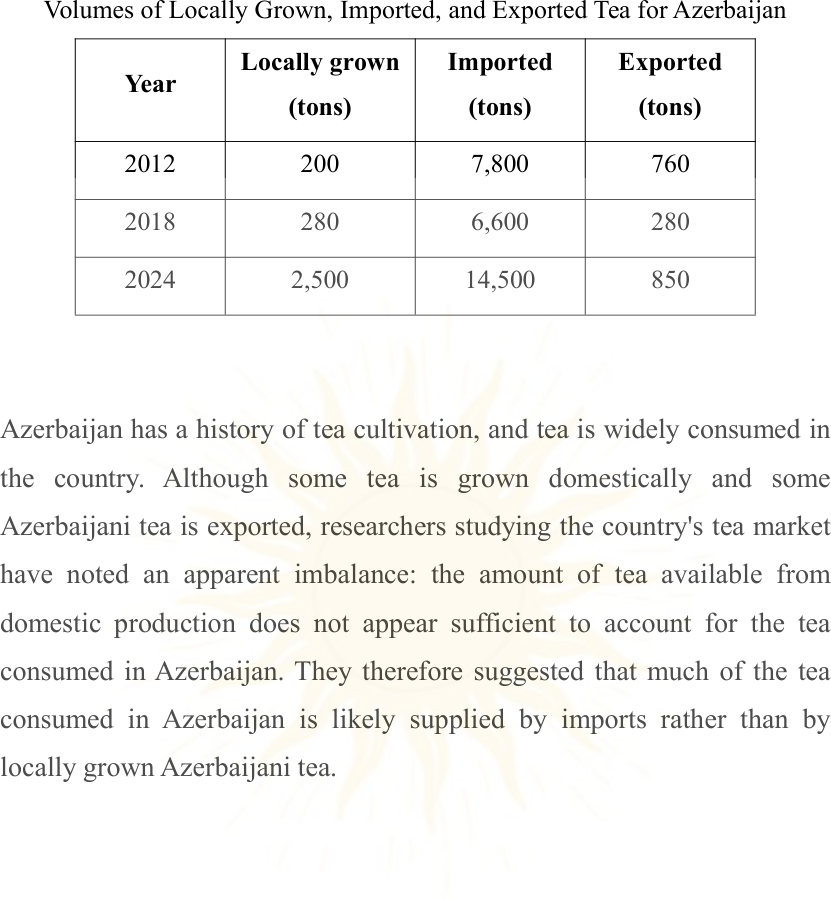 Volumes of Locally Grown, Imported, and Exported Tea for Azerbaijan
Year Locally grown (tons) Imported (tons) Exported (tons)
2012 200 7,800 760
2018 280 6,600 280
2024 2,500 14,500 850
Azerbaijan has a history of tea cultivation, and tea is widely consumed in
the country. Although some tea is grown domestically and some
Azerbaijani tea is exported, researchers studying the country's tea market
have noted an apparent imbalance: the amount of tea available from
domestic production does not appear sufficient to account for the tea
consumed in Azerbaijan. They therefore suggested that much of the tea
consumed in Azerbaijan is likely supplied by imports rather than by
locally grown Azerbaijani tea.